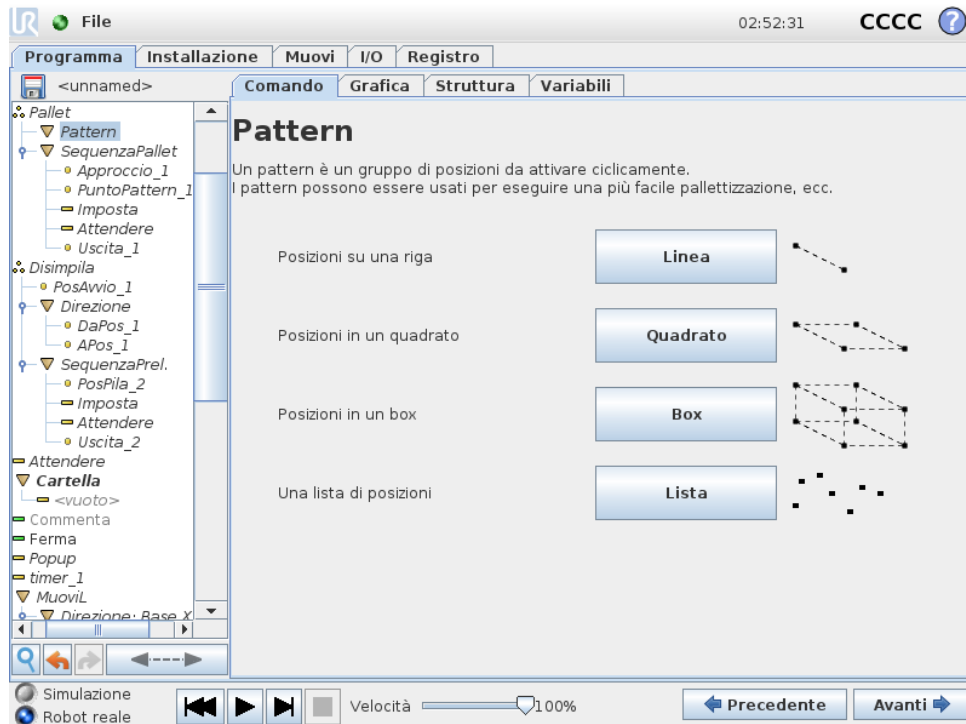 UR File 02:52:31 CCCC ?
Programma Installazione Muovi I/O Registro
<unnamed> Comando Grafica Struttura Variabili
Pallet
Pattern
SequenzaPallet
Approccio_1
PuntoPattern_1
Imposta
Attendere
Uscita_1
Disimpila
PosAvvio_1
Direzione
DaPos_1
APos_1
SequenzaPrel.
PosPila_2
Imposta
Attendere
Uscita_2
Attendere
Cartella
<vuoto>
Commenta
Ferma
Popup
timer_1
MuoviL
Direzione: Base X
Pattern
Un pattern è un gruppo di posizioni da attivare ciclicamente.
I pattern possono essere usati per eseguire una più facile pallettizzazione, ecc.
Posizioni su una riga Linea
Posizioni in un quadrato Quadrato
Posizioni in un box Box
Una lista di posizioni Lista
Simulazione
Robot reale
Velocità 100%
Precedente Avanti